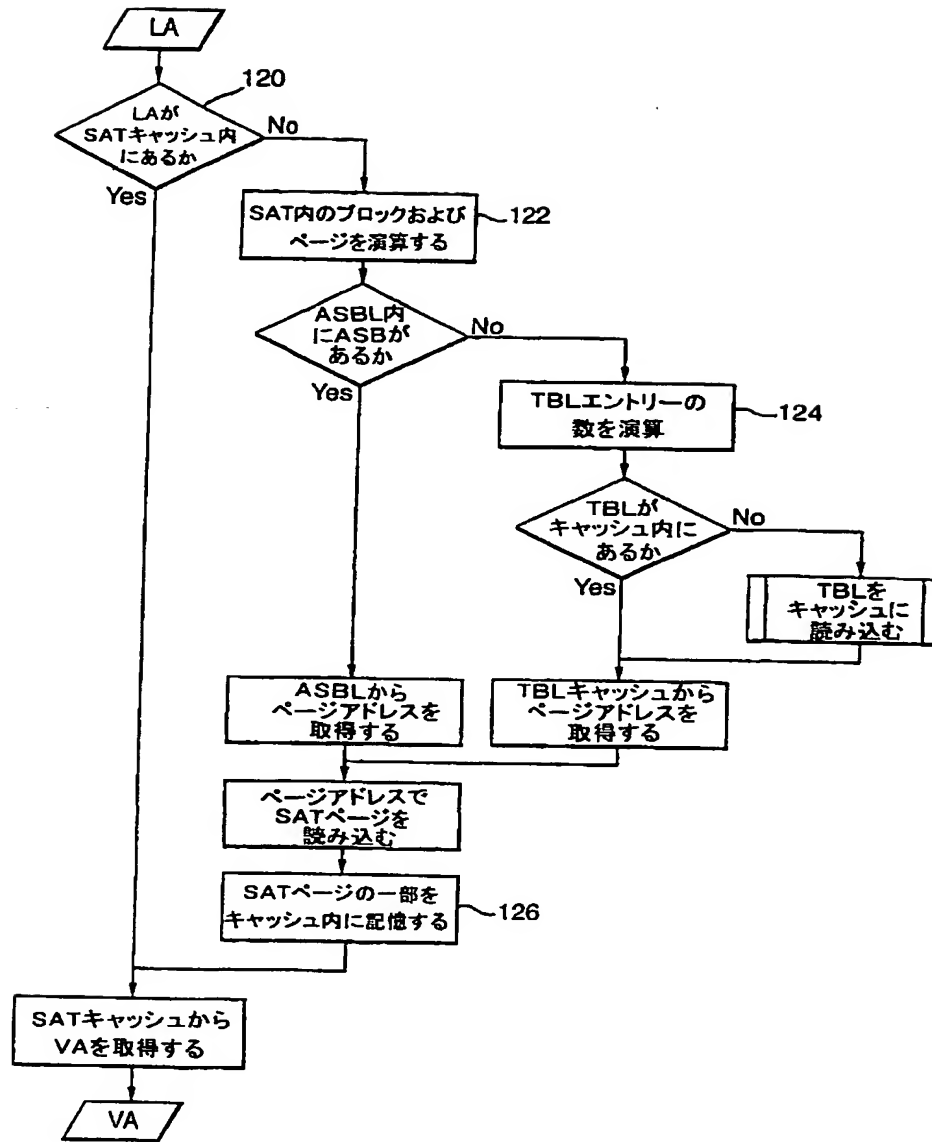 LA
120
LAが
SATキャッシュ内
にあるか
No
Yes
SAT内のブロックおよび
ページを演算する
122
ASBL内
にASBが
あるか
No
Yes
TBLエントリーの
数を演算
124
TBLが
キャッシュ内に
あるか
No
Yes
TBLを
キャッシュに
読み込む
ASBLから
ページアドレスを
取得する
TBLキャッシュから
ページアドレスを
取得する
ページアドレスで
SATページを
読み込む
SATページの一部を
キャッシュ内に記憶する
126
SATキャッシュから
VAを取得する
VA